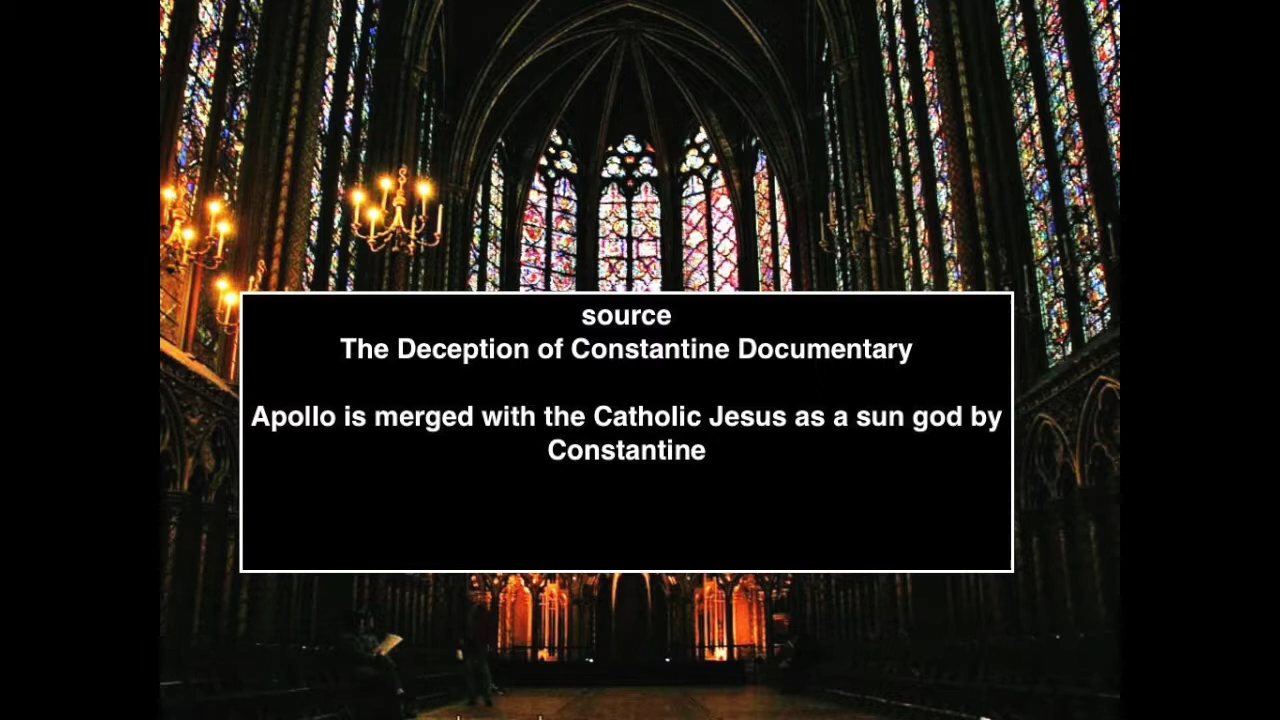 source
The Deception of Constantine Documentary
Apollo is merged with the Catholic Jesus as a sun god by
Constantine